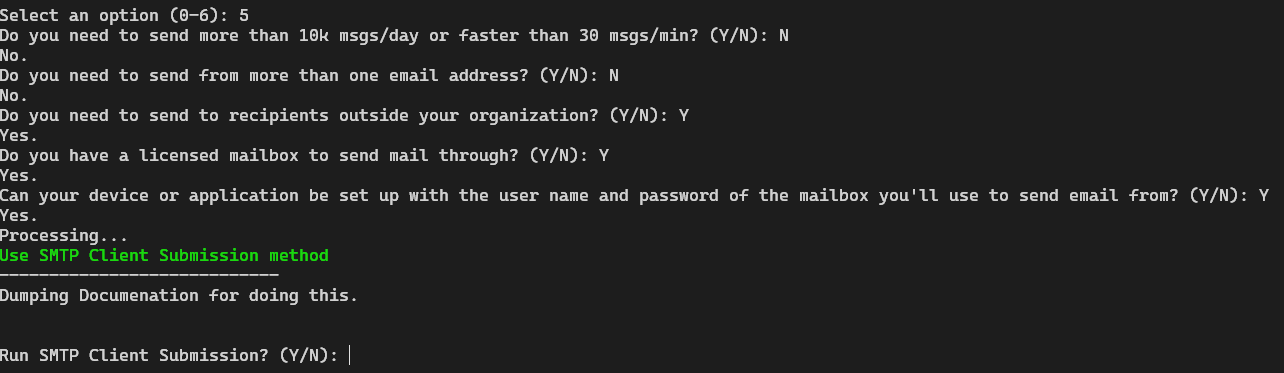 Select an option (0-6): 5
Do you need to send more than 10k msgs/day or faster than 30 msgs/min? (Y/N): N
No.
Do you need to send from more than one email address? (Y/N): N
No.
Do you need to send to recipients outside your organization? (Y/N): Y
Yes.
Do you have a licensed mailbox to send mail through? (Y/N): Y
Yes.
Can your device or application be set up with the user name and password of the mailbox you'll use to send email from? (Y/N): Y
Yes.
Processing...
Use SMTP Client Submission method
----------------------------
Dumping Documenation for doing this.
Run SMTP Client Submission? (Y/N):